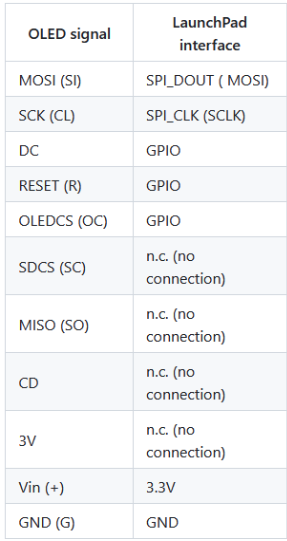 OLED signal LaunchPad interface
MOSI (SI) SPI_DOUT ( MOSI)
SCK (CL) SPI_CLK (SCLK)
DC GPIO
RESET (R) GPIO
OLEDCS (OC) GPIO
SDCS (SC) n.c. (no connection)
MISO (SO) n.c. (no connection)
CD n.c. (no connection)
3V n.c. (no connection)
Vin (+) 3.3V
GND (G) GND